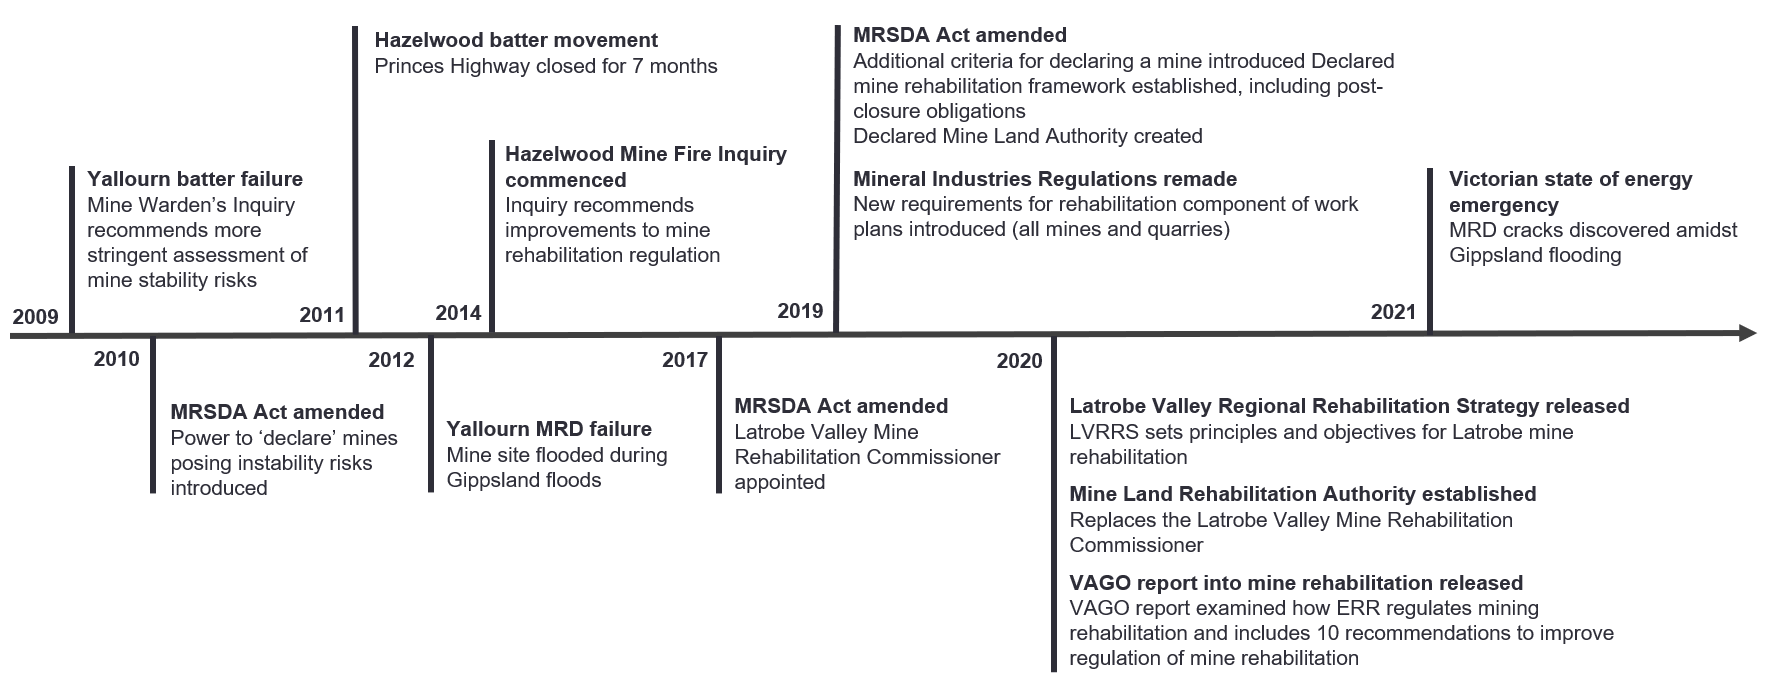 2009
Yallourn batter failure
Mine Warden’s Inquiry
recommends more
stringent assessment of
mine stability risks
2010
MRSDA Act amended
Power to ‘declare’ mines
posing instability risks
introduced
2011
Hazelwood batter movement
Princes Highway closed for 7 months
2012
Yallourn MRD failure
Mine site flooded during
Gippsland floods
2014
Hazelwood Mine Fire Inquiry
commenced
Inquiry recommends
improvements to mine
rehabilitation regulation
2017
MRSDA Act amended
Latrobe Valley Mine
Rehabilitation Commissioner
appointed
2019
MRSDA Act amended
Additional criteria for declaring a mine introduced Declared
mine rehabilitation framework established, including post-
closure obligations
Declared Mine Land Authority created
Mineral Industries Regulations remade
New requirements for rehabilitation component of work
plans introduced (all mines and quarries)
2020
Latrobe Valley Regional Rehabilitation Strategy released
LVRRS sets principles and objectives for Latrobe mine
rehabilitation
Mine Land Rehabilitation Authority established
Replaces the Latrobe Valley Mine Rehabilitation
Commissioner
VAGO report into mine rehabilitation released
VAGO report examined how ERR regulates mining
rehabilitation and includes 10 recommendations to improve
regulation of mine rehabilitation
2021
Victorian state of energy
emergency
MRD cracks discovered amidst
Gippsland flooding